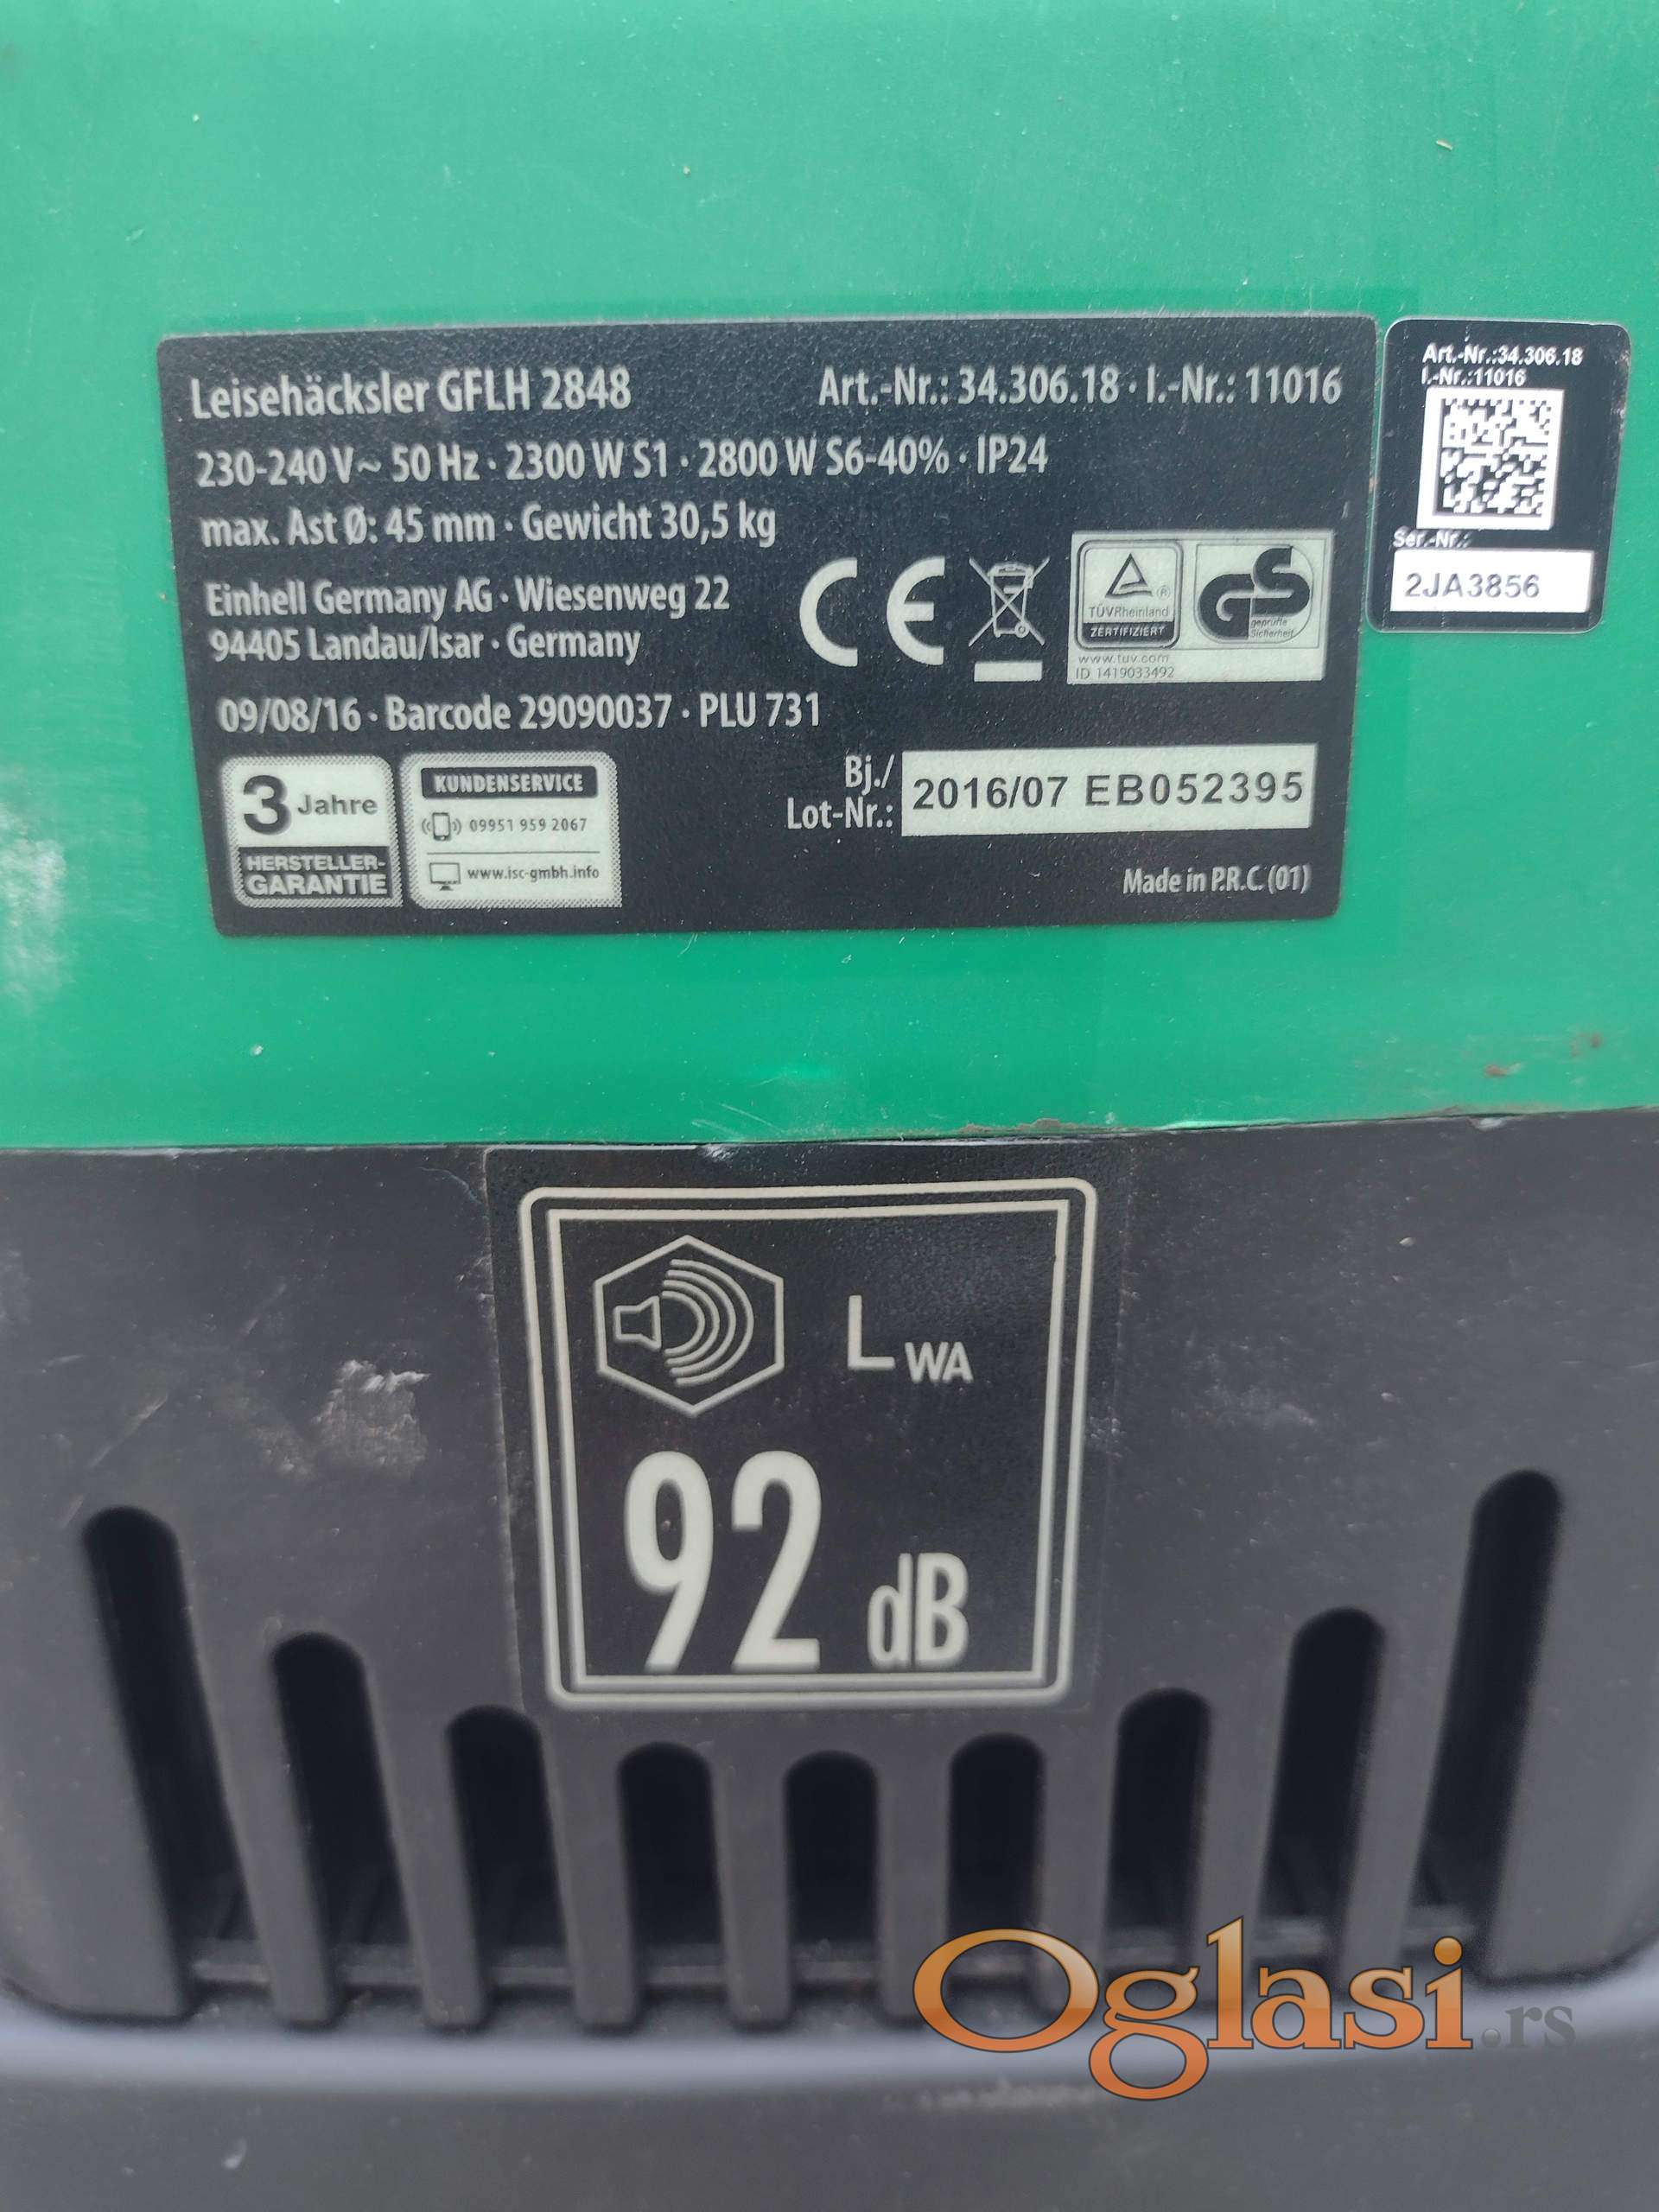 Leisehäcksler GFLH 2848 Art.-Nr.: 34.306.18 · I.-Nr.: 11016
230-240 V~ 50 Hz · 2300 W S1 · 2800 W S6-40% · IP24
max. Ast Ø: 45 mm · Gewicht 30,5 kg
Einhell Germany AG · Wiesenweg 22
94405 Landau/Isar · Germany
CE
TÜVRheinland
ZERTIFIZIERT
GS
geprüfte
Sicherheit
www.tuv.com
ID 1419033492
09/08/16 · Barcode 29090037 · PLU 731
3 Jahre
HERSTELLER-
GARANTIE
KUNDENSERVICE
09951 959 2067
www.isc-gmbh.info
Bj./
Lot-Nr.: 2016/07 EB052395
Made in P.R.C. (01)
Art.-Nr.:34.306.18
I.-Nr.:11016
Ser.-Nr.:
2JA3856
LWA
92 dB
Oglasi.rs